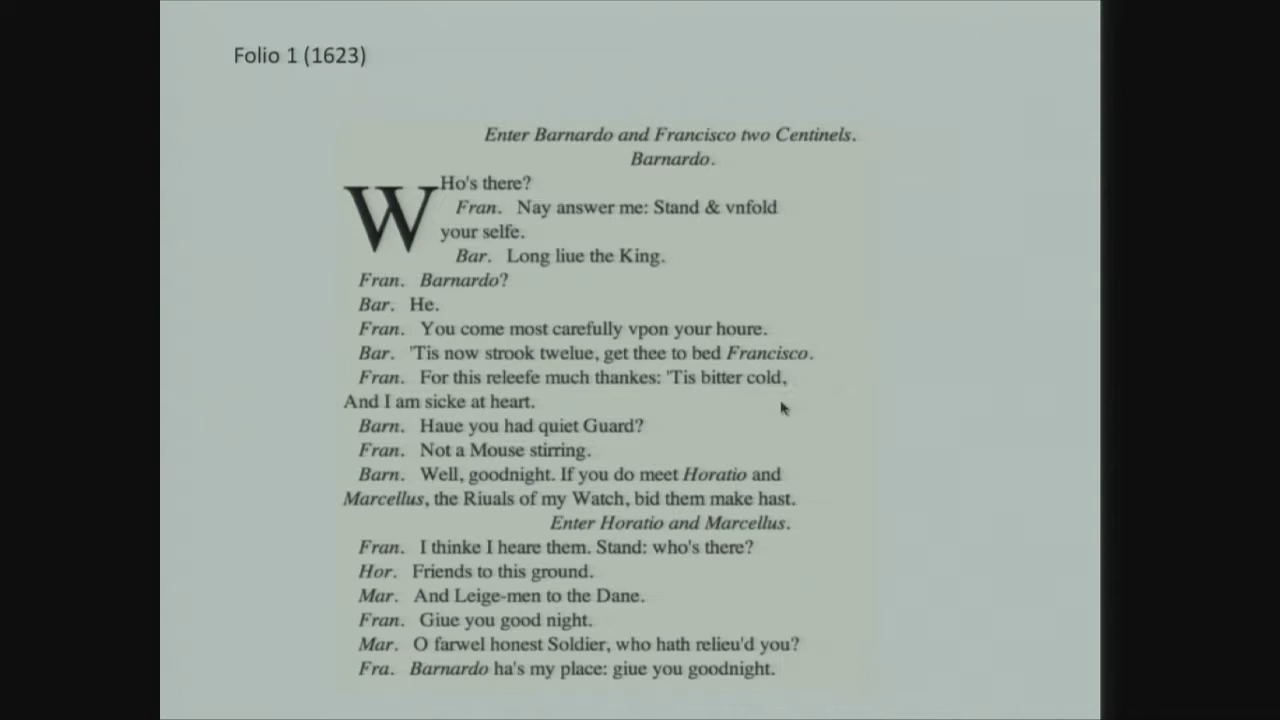 Folio 1 (1623)
Enter Barnardo and Francisco two Centinels.
Barnardo.
WHo's there?
Fran. Nay answer me: Stand & vnfold
your selfe.
Bar. Long liue the King.
Fran. Barnardo?
Bar. He.
Fran. You come most carefully vpon your houre.
Bar. 'Tis now strook twelue, get thee to bed Francisco.
Fran. For this releefe much thankes: 'Tis bitter cold,
And I am sicke at heart.
Barn. Haue you had quiet Guard?
Fran. Not a Mouse stirring.
Barn. Well, goodnight. If you do meet Horatio and
Marcellus, the Riuals of my Watch, bid them make hast.
Enter Horatio and Marcellus.
Fran. I thinke I heare them. Stand: who's there?
Hor. Friends to this ground.
Mar. And Leige-men to the Dane.
Fran. Giue you good night.
Mar. O farwel honest Soldier, who hath relieu'd you?
Fra. Barnardo ha's my place: giue you goodnight.